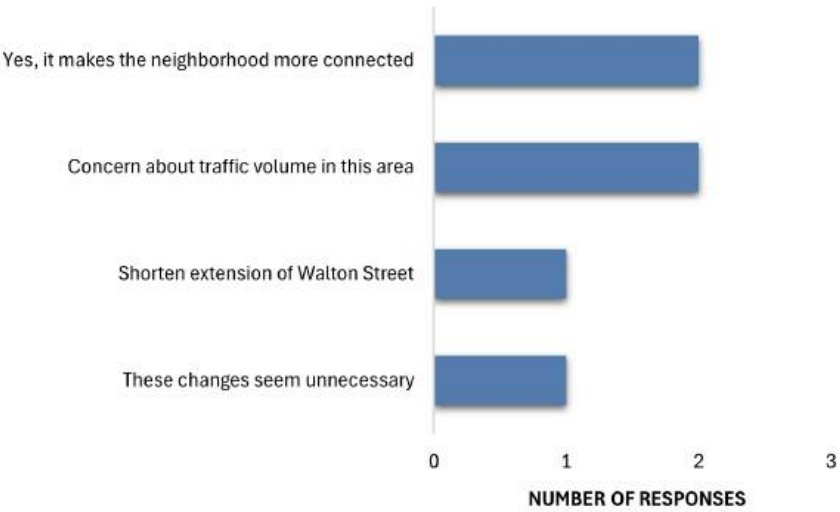 Yes, it makes the neighborhood more connected
Concern about traffic volume in this area
Shorten extension of Walton Street
These changes seem unnecessary
0 1 2 3
NUMBER OF RESPONSES